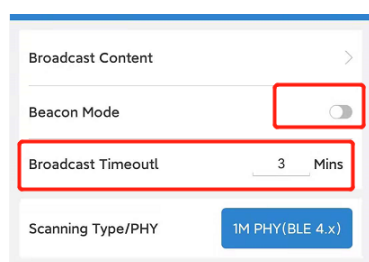 Broadcast Content
Beacon Mode
Broadcast Timeoutl 3 Mins
Scanning Type/PHY 1M PHY(BLE 4.x)